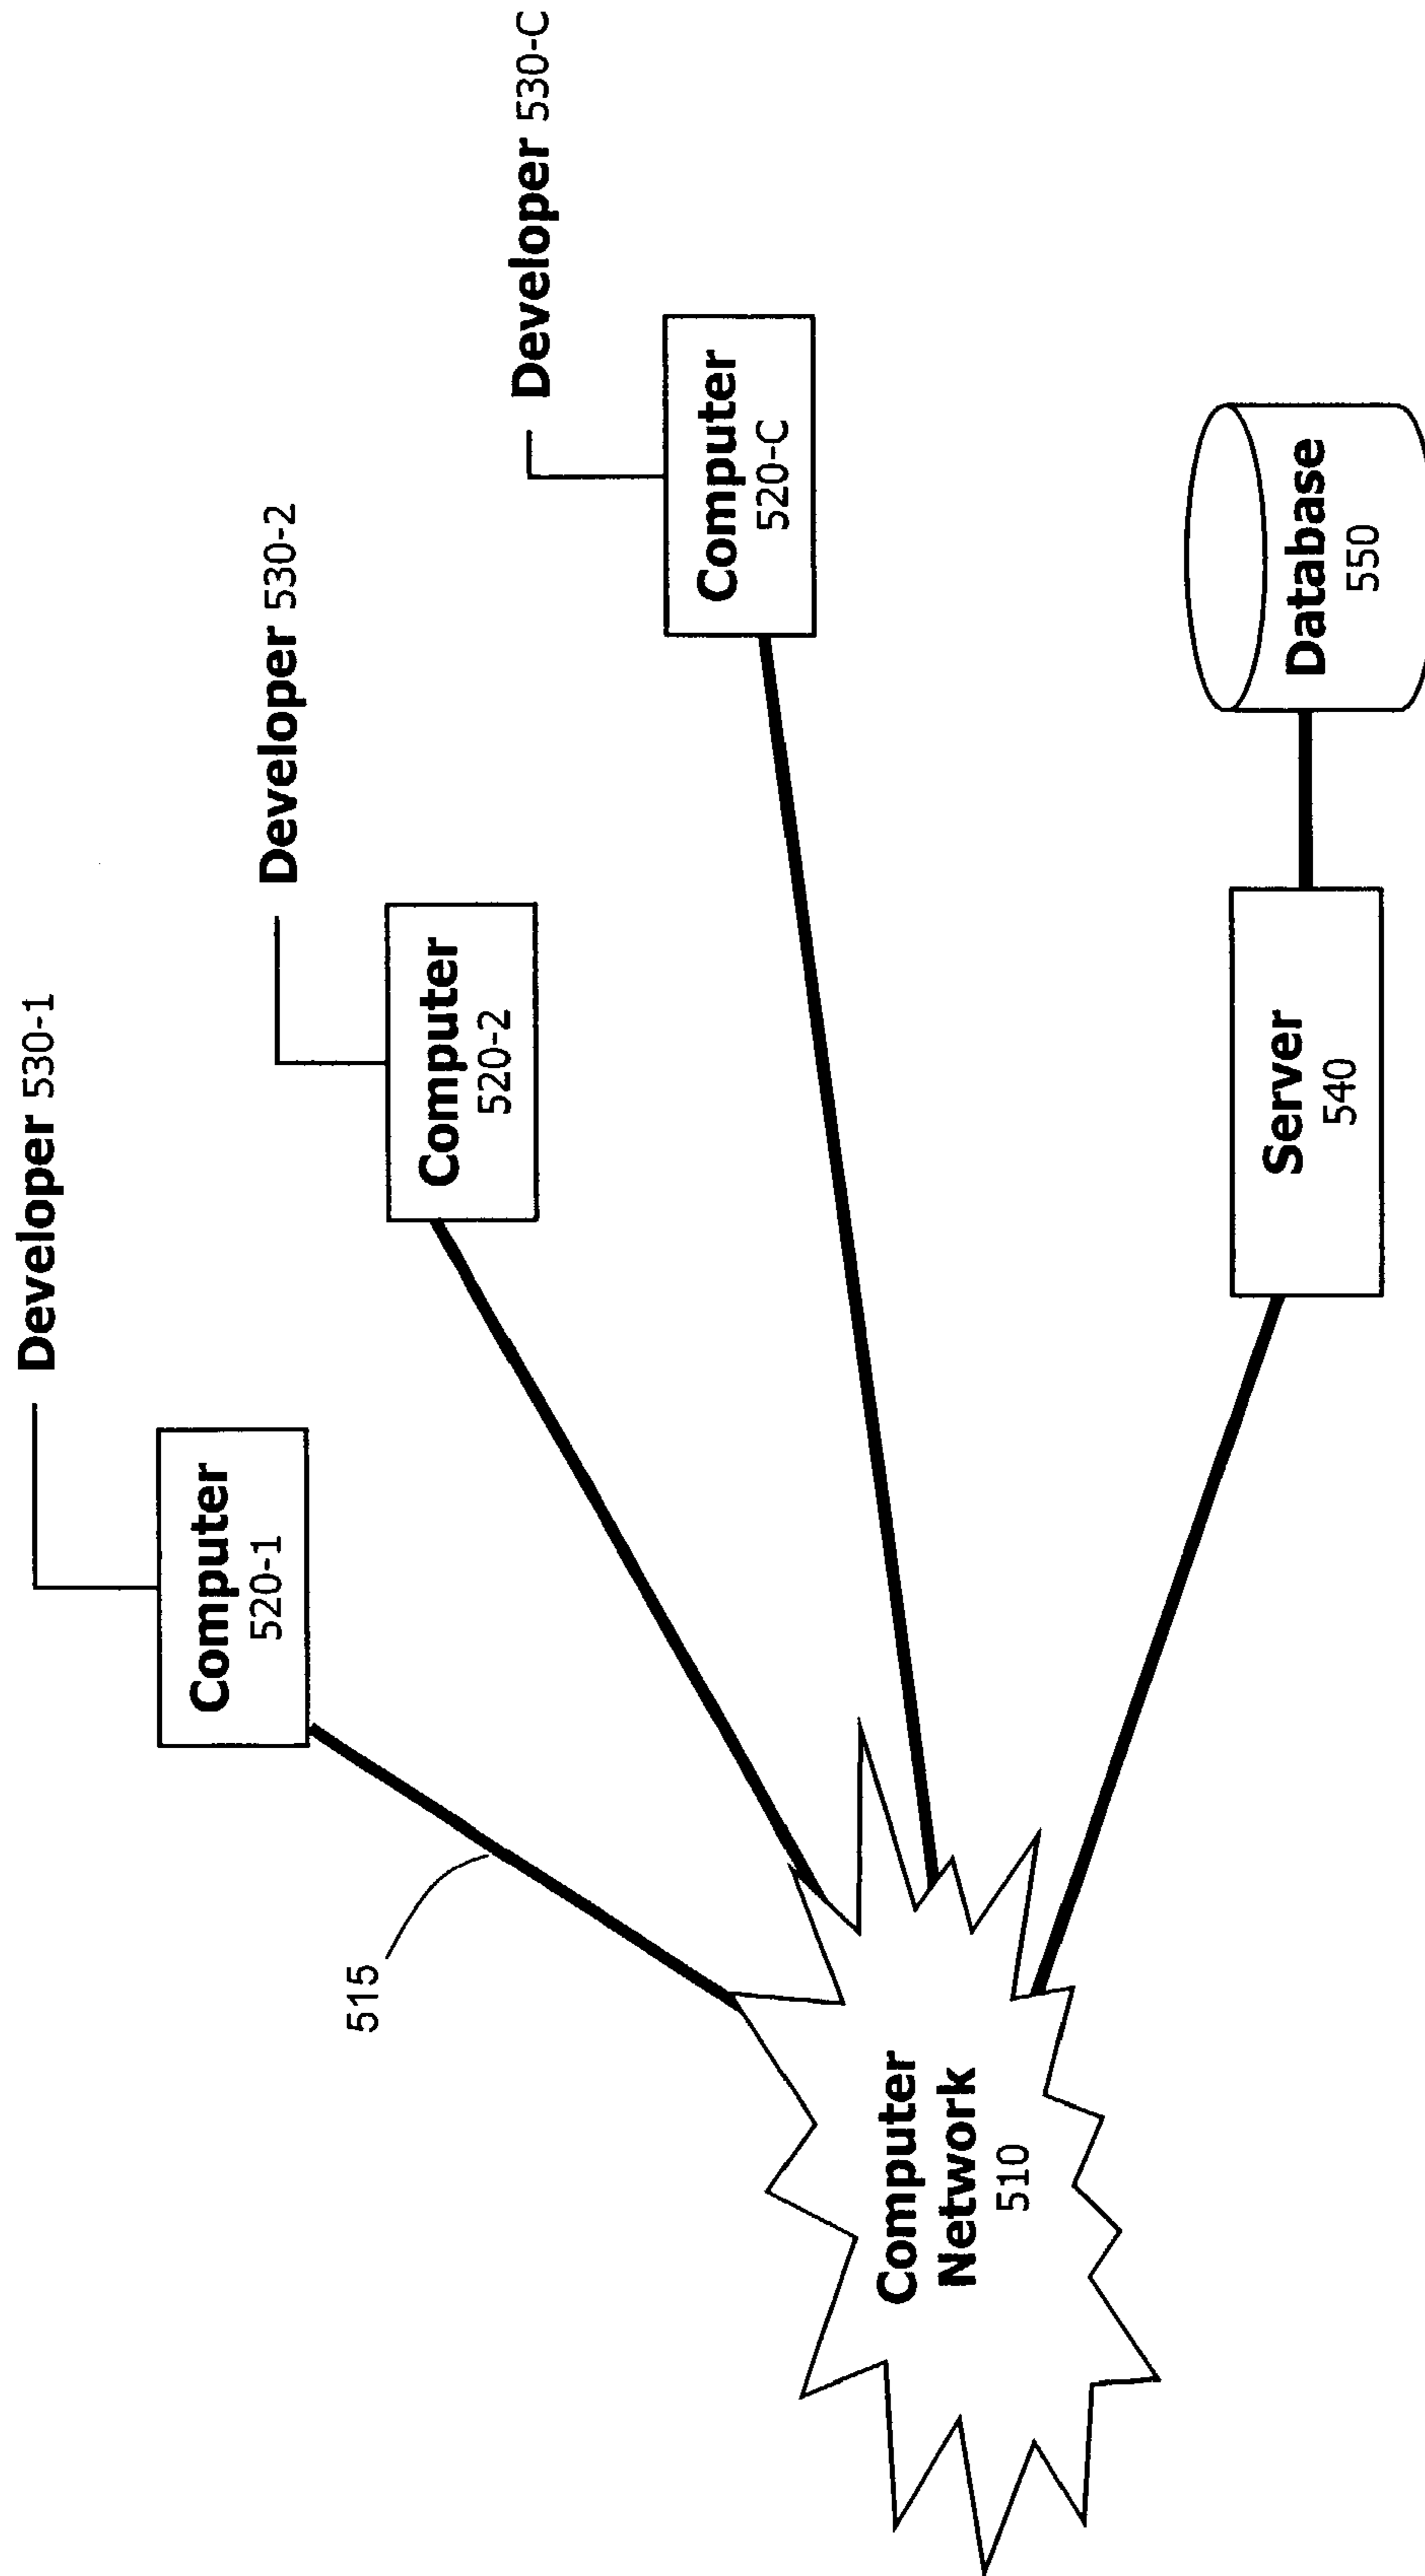 Developer 530-1
Computer
520-1
Developer 530-2
Computer
520-2
Developer 530-C
Computer
520-C
515
Computer
Network
510
Server
540
Database
550